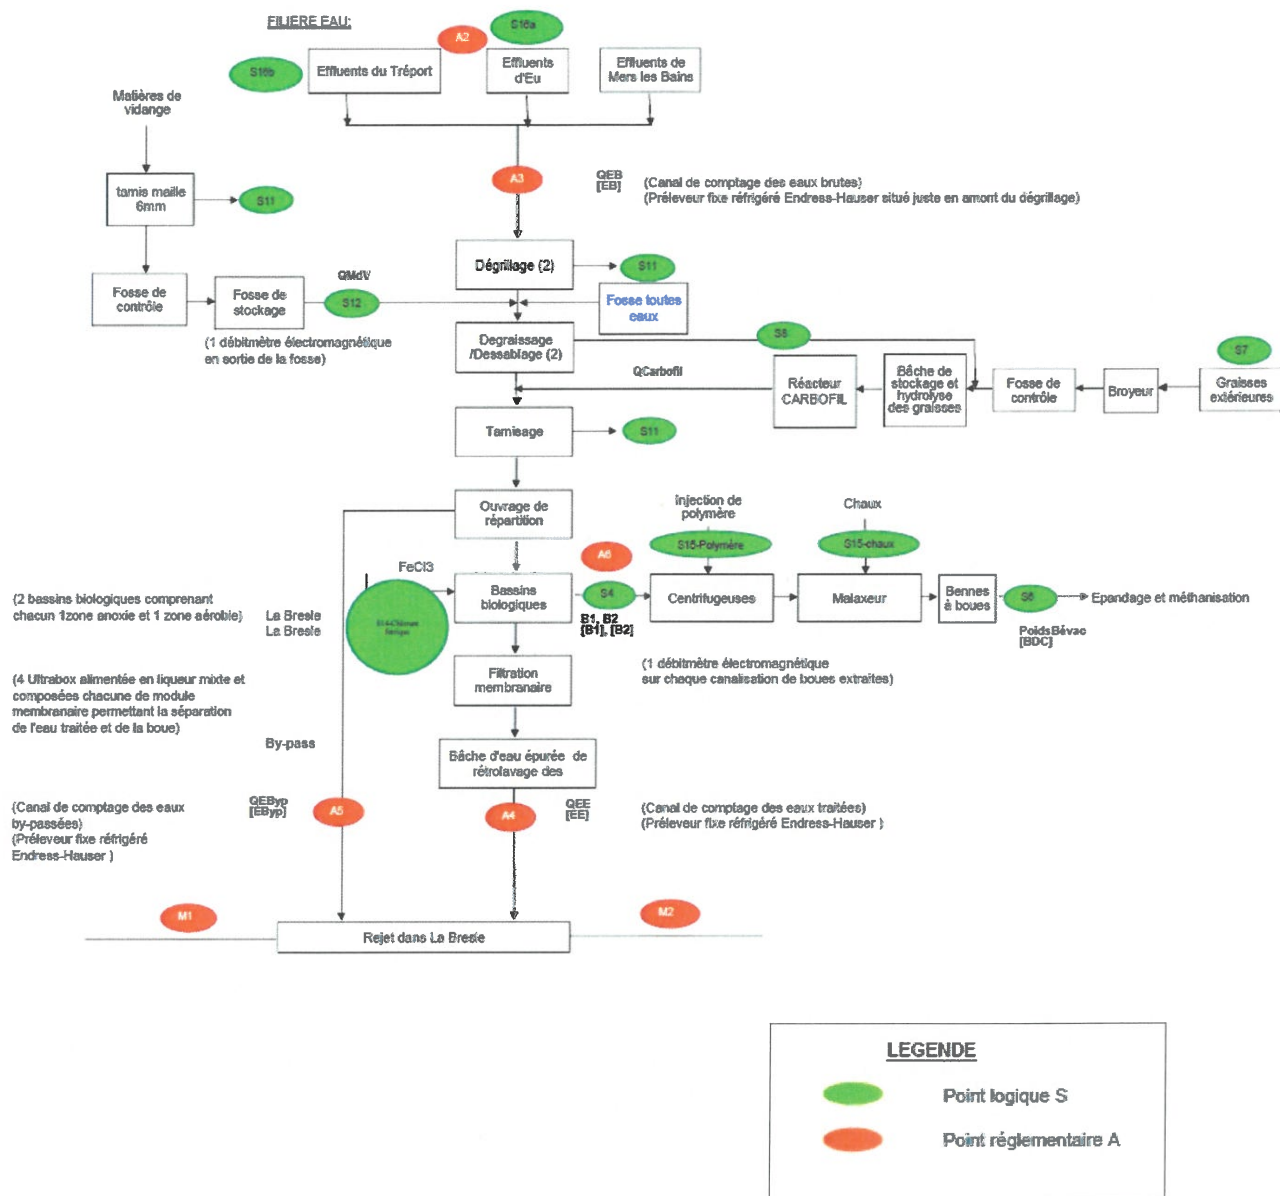 FILIERE EAU:
S16a
A2
S16b
Effluents du Tréport
Effluents
d'Eu
Effluents de
Mers les Bains
Matières de
vidange
A3
QEB
[EB]
(Canal de comptage des eaux brutes)
(Préleveur fixe réfrigéré Endress-Hauser situé juste en amont du dégrillage)
tamis maille
6mm
S11
Dégrillage (2)
S11
QMdV
Fosse de
contrôle
Fosse de
stockage
S12
Fosse toutes
eaux
(1 débitmètre électromagnétique
en sortie de la fosse)
Degraissage
/Dessablage (2)
S7
QCarbofil
Réacteur
CARBOFIL
Bâche de
stockage et
hydrolyse
des graisses
Fosse de
contrôle
Broyeur
Graisses
extérieures
Tamisage
S11
Ouvrage de
répartition
Injection de
polymère
Chaux
A6
S15-Polymère
S15-chaux
FeCl3
(2 bassins biologiques comprenant
chacun 1zone anoxie et 1 zone aérobie)
La Bresle
La Bresle
Bassins
biologiques
S4
Centrifugeuses
Malaxeur
Bennes
à boues
S6
Epandage et méthanisation
B1, B2
[B1], [B2]
PoidsBévac
[BDC]
(4 Ultrabox alimentée en liqueur mixte et
composées chacune de module
membranaire permettant la séparation
de l'eau traitée et de la boue)
Filtration
membranaire
(1 débitmètre électromagnétique
sur chaque canalisation de boues extraites)
By-pass
Bâche d'eau épurée de
rétrolavage des
(Canal de comptage des eaux
by-passées)
(Préleveur fixe réfrigéré
Endress-Hauser )
QEByp
[EByp]
A5
A4
QEE
[EE]
(Canal de comptage des eaux traitées)
(Préleveur fixe réfrigéré Endress-Hauser )
M1
M2
Rejet dans La Bresle
LEGENDE
Point logique S
Point réglementaire A